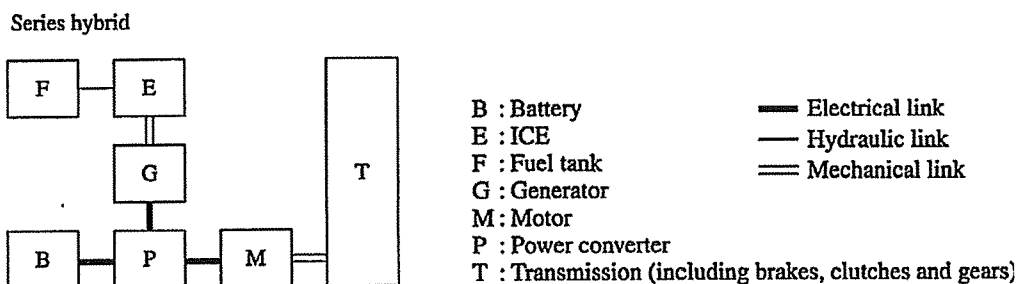 Series hybrid
F
E
G
T
B
P
M
B : Battery
E : ICE
F : Fuel tank
G : Generator
M : Motor
P : Power converter
T : Transmission (including brakes, clutches and gears)
Electrical link
Hydraulic link
Mechanical link